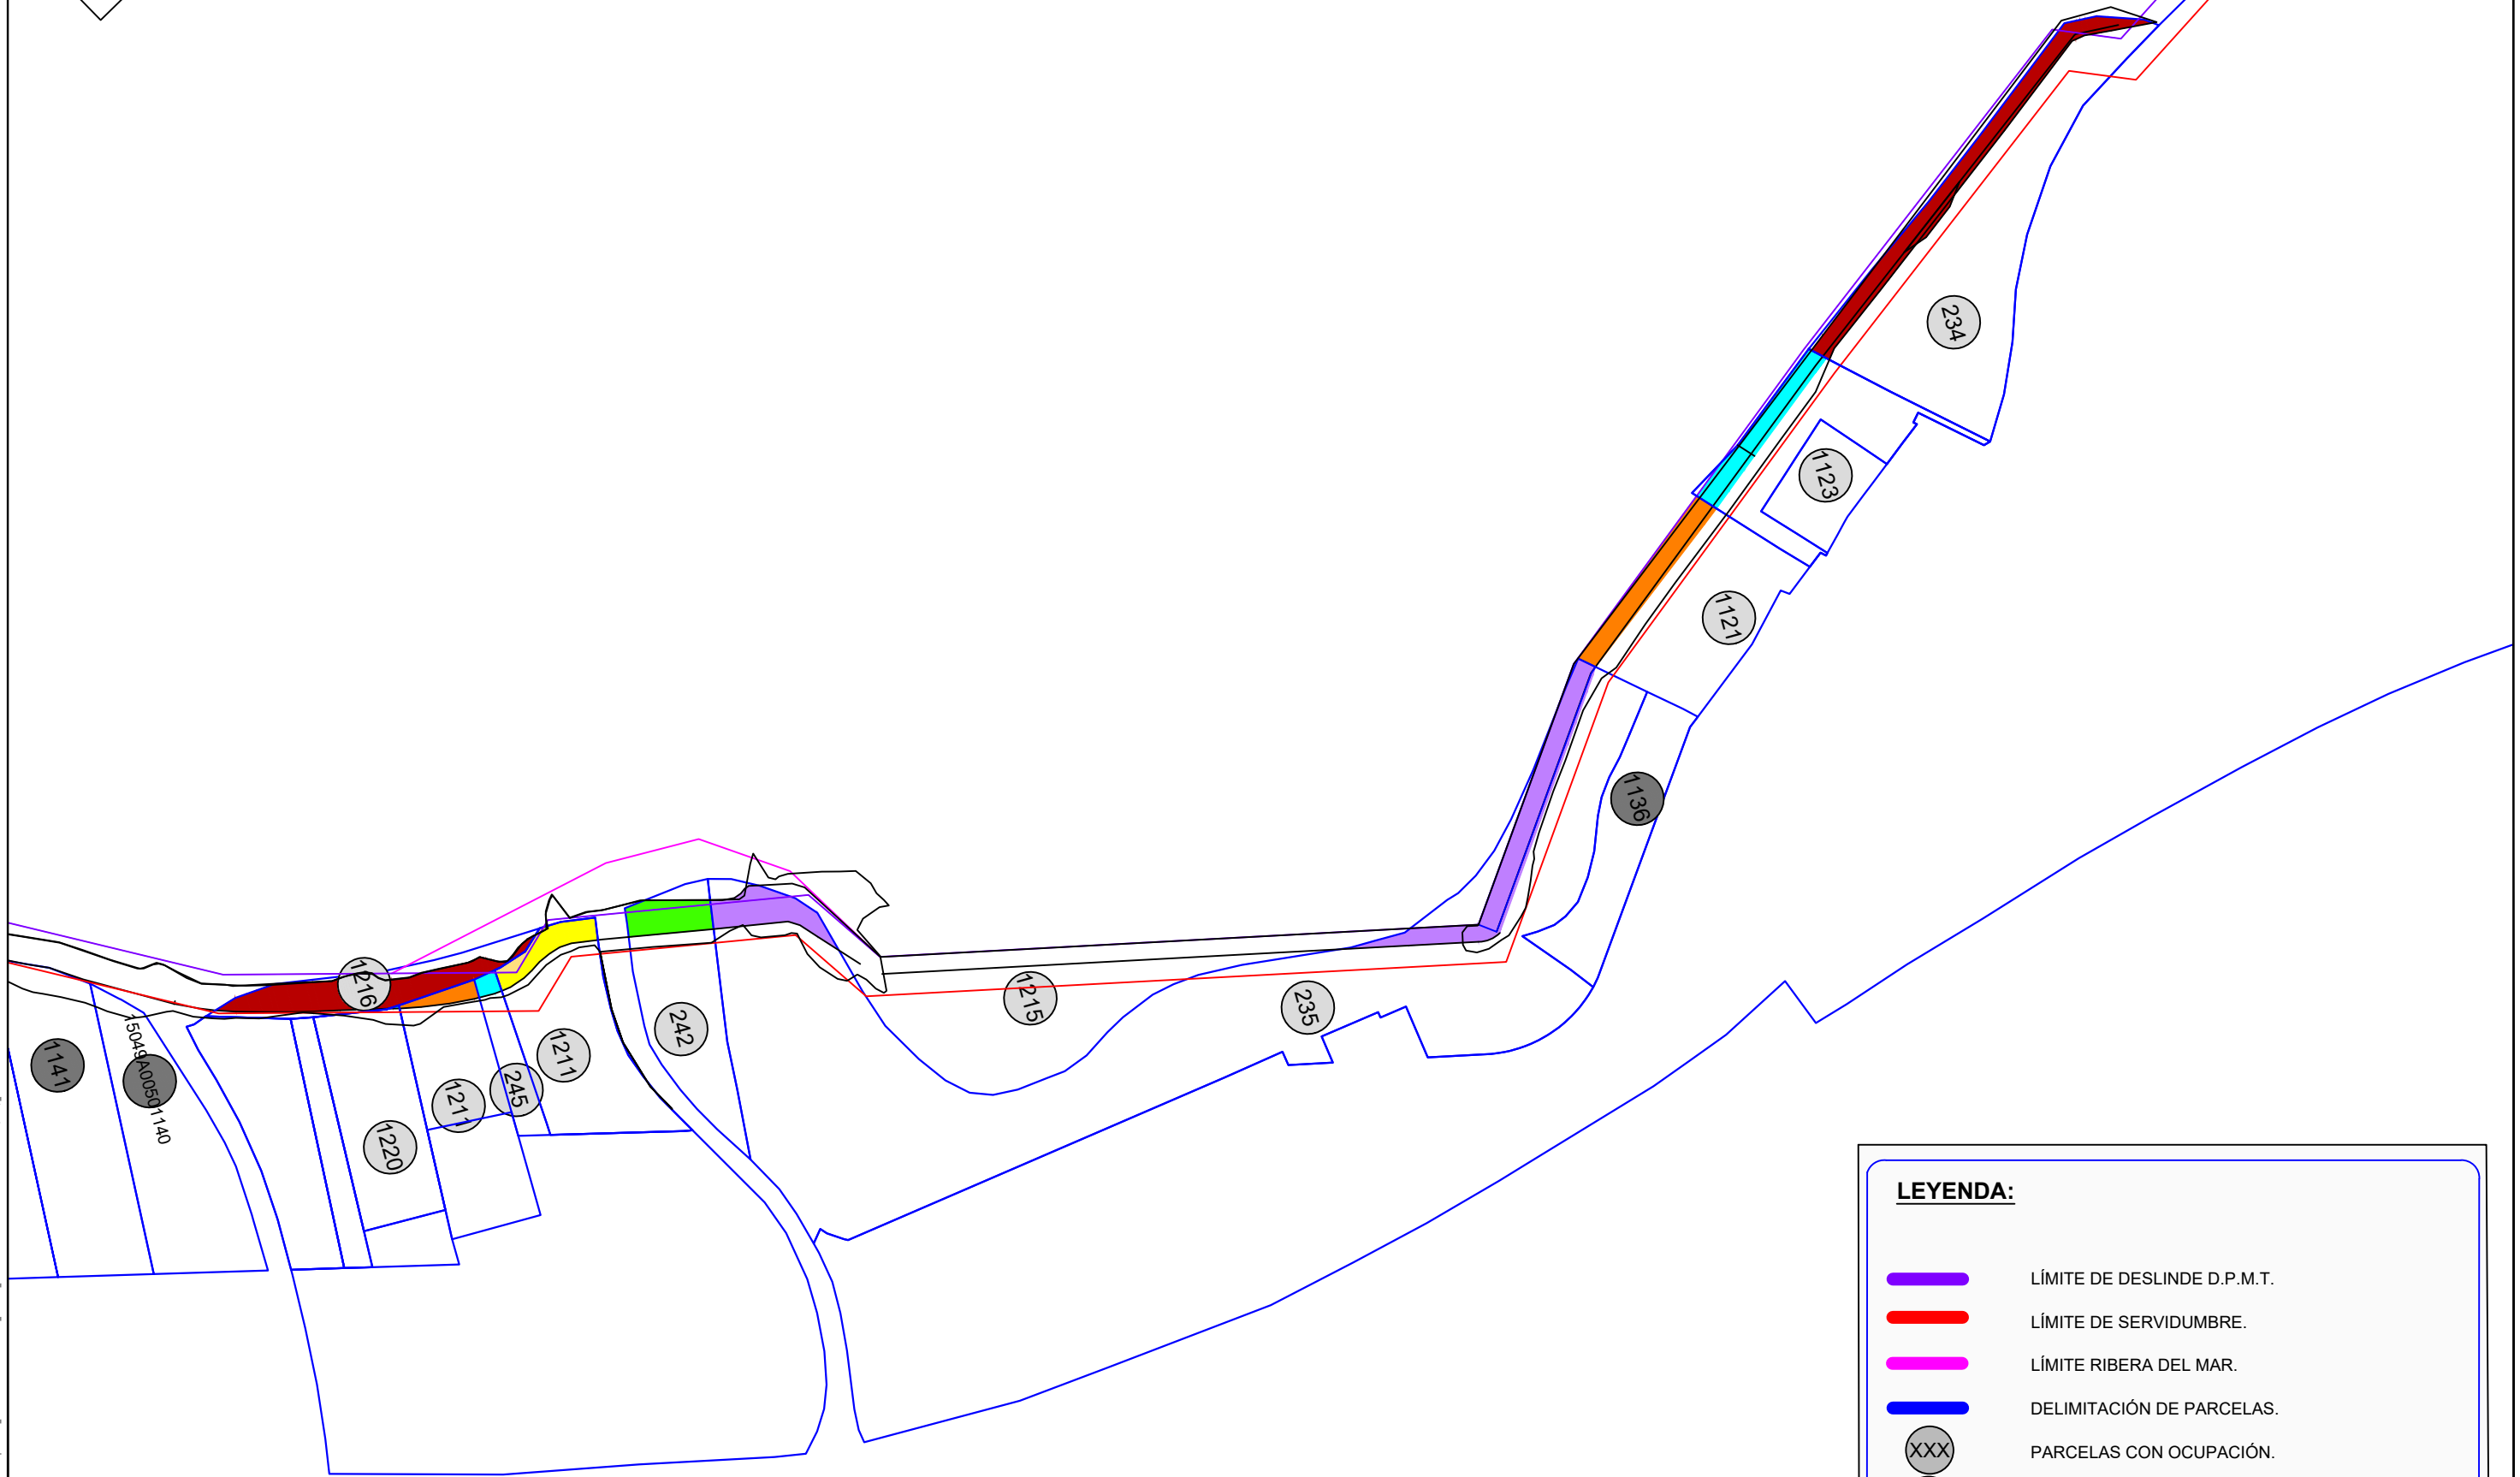 234
1123
1121
1136
1216
1215
235
242
1211
245
1211
1220
1141
15049A00501140
LEYENDA:
LÍMITE DE DESLINDE D.P.M.T.
LÍMITE DE SERVIDUMBRE.
LÍMITE RIBERA DEL MAR.
DELIMITACIÓN DE PARCELAS.
XXX PARCELAS CON OCUPACIÓN.